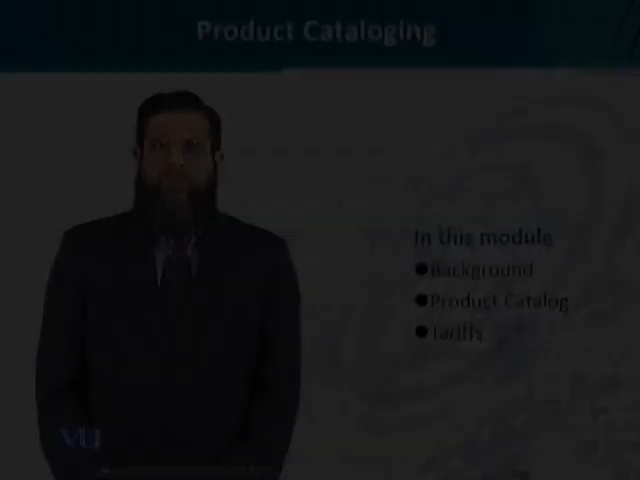 Product Cataloging
In this module
●Background
●Product Catalog
●Tariffs
VU